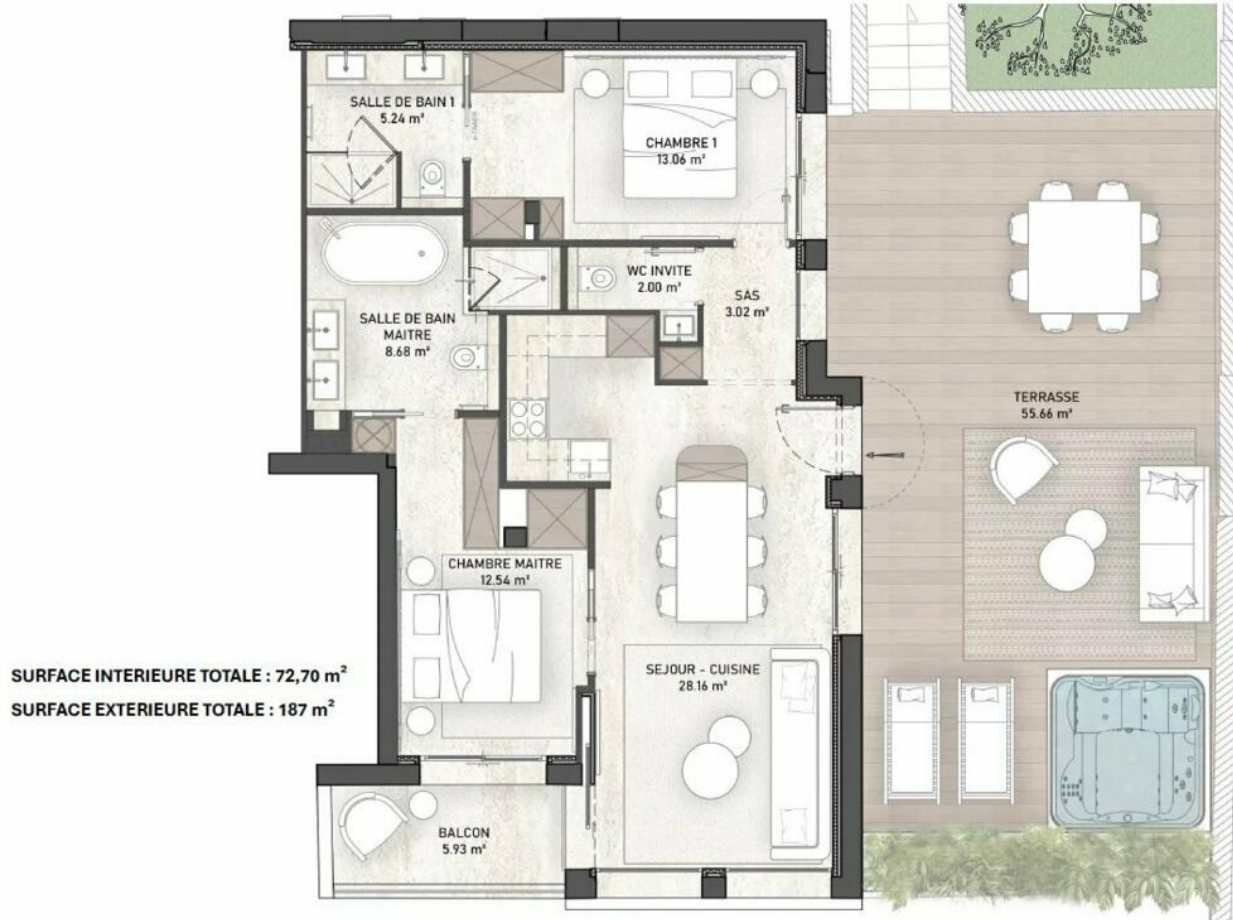 SALLE DE BAIN 1
5.24 m²
CHAMBRE 1
13.06 m²
WC INVITE
2.00 m²
SAS
3.02 m²
SALLE DE BAIN
MAITRE
8.68 m²
TERRASSE
55.66 m²
CHAMBRE MAITRE
12.54 m²
SEJOUR - CUISINE
28.16 m²
SURFACE INTERIEURE TOTALE : 72,70 m²
SURFACE EXTERIEURE TOTALE : 187 m²
BALCON
5.93 m²